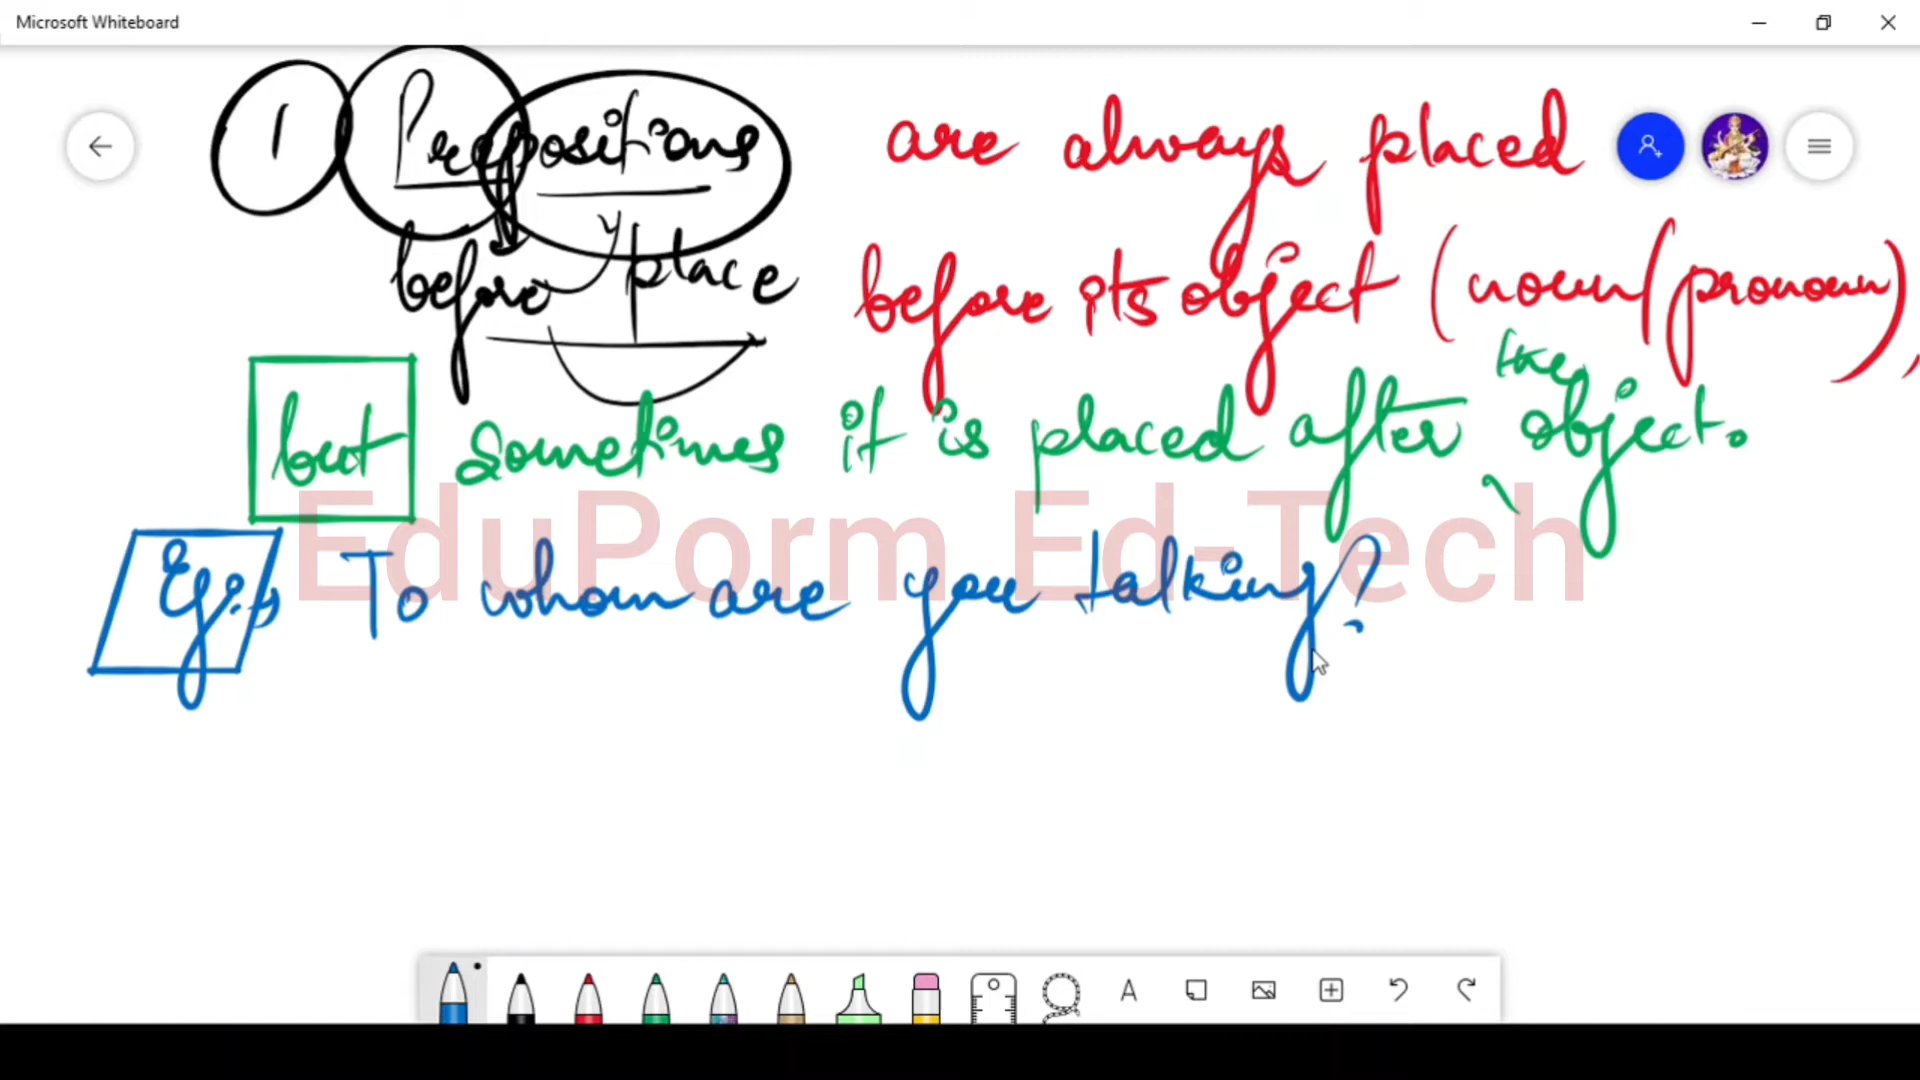 Microsoft Whiteboard
1 Prepositions are always placed
before place before its object (noun/pronoun),
the
but sometimes it is placed after object.
EduPorm Ed-Tech
Eg:- To whom are you talking?
A